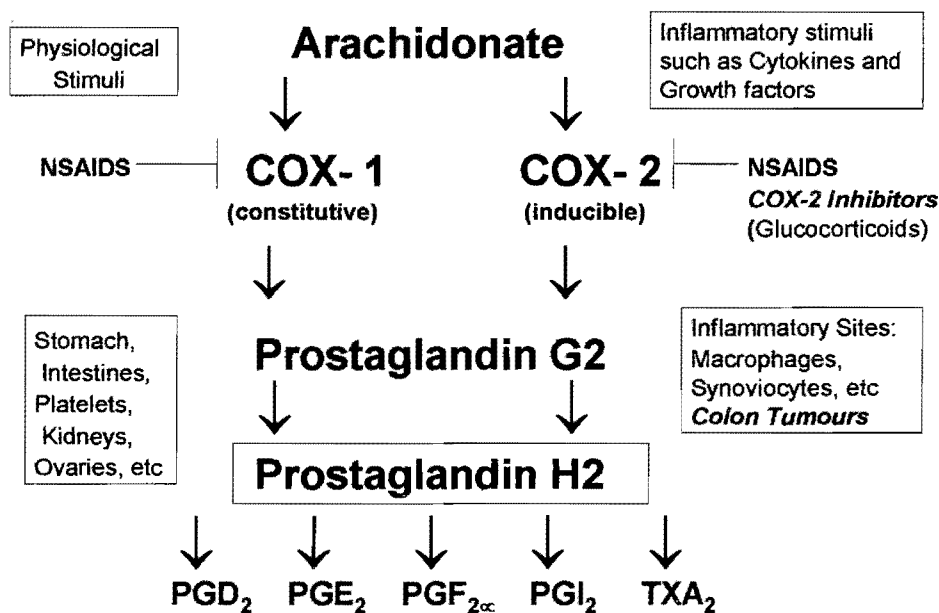 Arachidonate
Physiological
Stimuli
Inflammatory stimuli
such as Cytokines and
Growth factors
NSAIDS
COX- 1
(constitutive)
COX- 2
(inducible)
NSAIDS
COX-2 Inhibitors
(Glucocorticoids)
Stomach,
Intestines,
Platelets,
Kidneys,
Ovaries, etc
Prostaglandin G2
Inflammatory Sites:
Macrophages,
Synoviocytes, etc
Colon Tumours
Prostaglandin H2
PGD₂
PGE₂
PGF₂∝
PGI₂
TXA₂